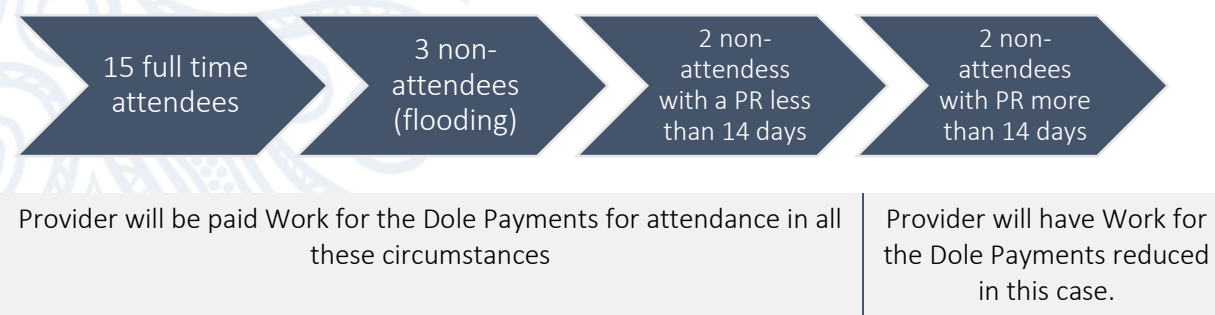 15 full time
attendees
3 non-
attendees
(flooding)
2 non-
attendess
with a PR less
than 14 days
2 non-
attendees
with PR more
than 14 days
Provider will be paid Work for the Dole Payments for attendance in all
these circumstances
Provider will have Work for
the Dole Payments reduced
in this case.